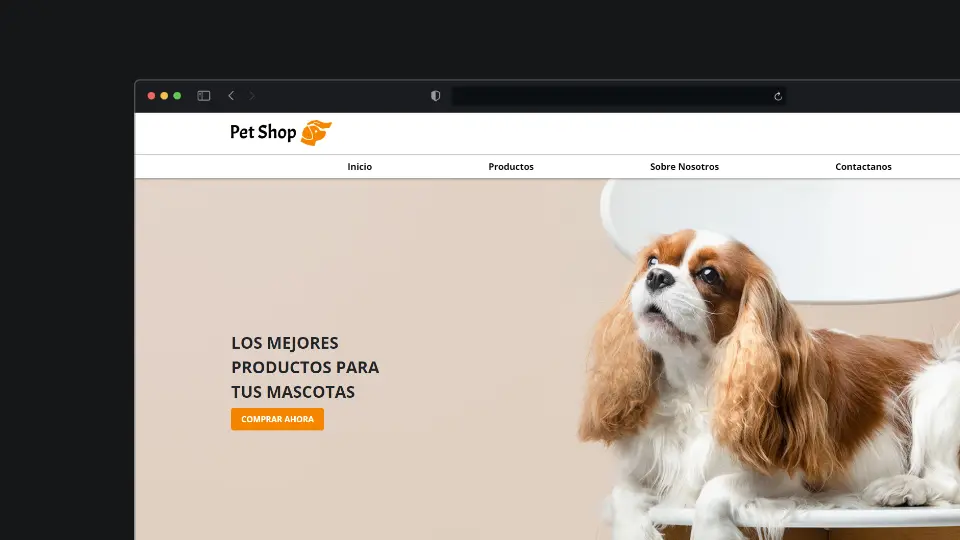 Pet Shop
Inicio Productos Sobre Nosotros Contactanos
LOS MEJORES
PRODUCTOS PARA
TUS MASCOTAS
COMPRAR AHORA